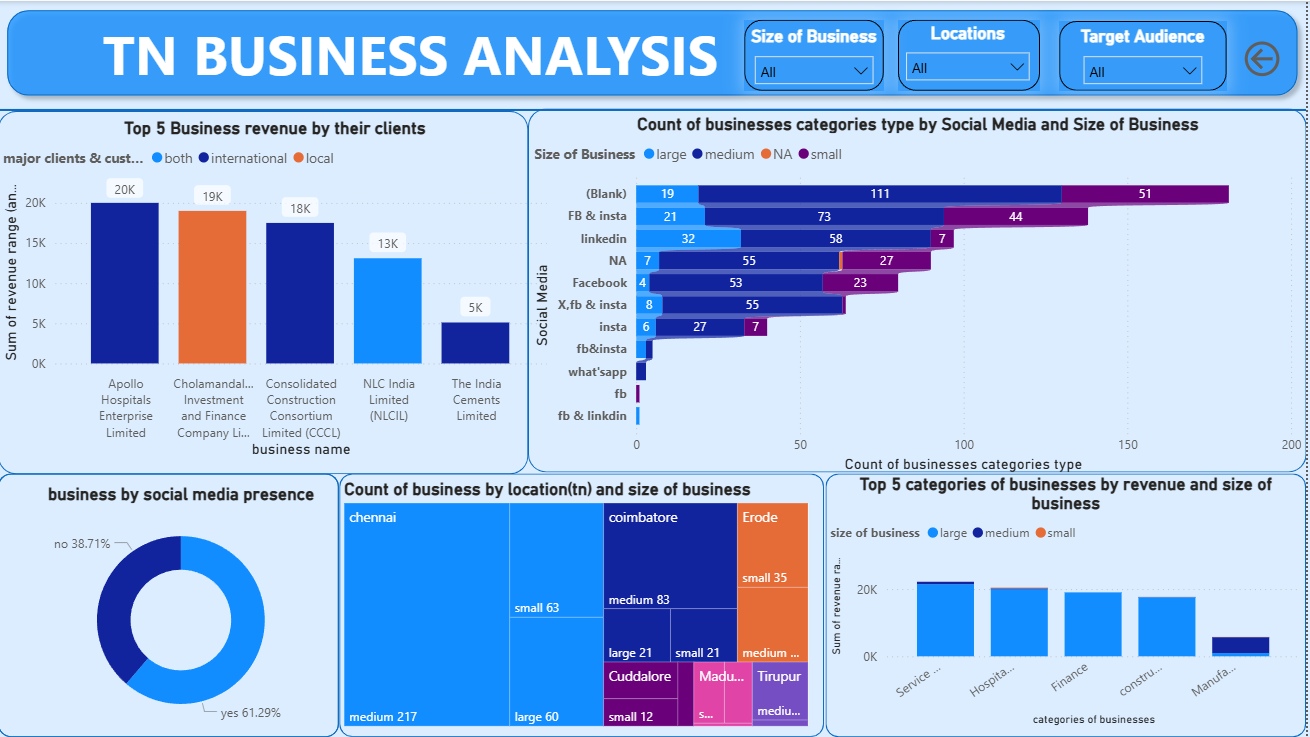 TN BUSINESS ANALYSIS
Size of Business
All
Locations
All
Target Audience
All
Top 5 Business revenue by their clients
major clients & cust... both international local
Sum of revenue range (an...
20K
15K
10K
5K
0K
20K
19K
18K
13K
5K
Apollo
Hospitals
Enterprise
Limited
Cholamandal...
Investment
and Finance
Company Li...
Consolidated
Construction
Consortium
Limited (CCCL)
NLC India
Limited
(NLCIL)
The India
Cements
Limited
business name
Count of businesses categories type by Social Media and Size of Business
Size of Business large medium NA small
Social Media
(Blank) 19 111 51
FB & insta 21 73 44
linkedin 32 58 7
NA 7 55 27
Facebook 4 53 23
X,fb & insta 8 55
insta 6 27 7
fb&insta
what'sapp
fb
fb & linkdin
0 50 100 150 200
Count of businesses categories type
business by social media presence
no 38.71%
yes 61.29%
Count of business by location(tn) and size of business
chennai
medium 217
small 63
large 60
coimbatore
medium 83
large 21
small 21
Erode
small 35
medium ...
Cuddalore
small 12
Madu...
s...
Tirupur
mediu...
Top 5 categories of businesses by revenue and size of
business
size of business large medium small
Sum of revenue ra...
20K
0K
Service ...
Hospita...
Finance
constru...
Manufa...
categories of businesses